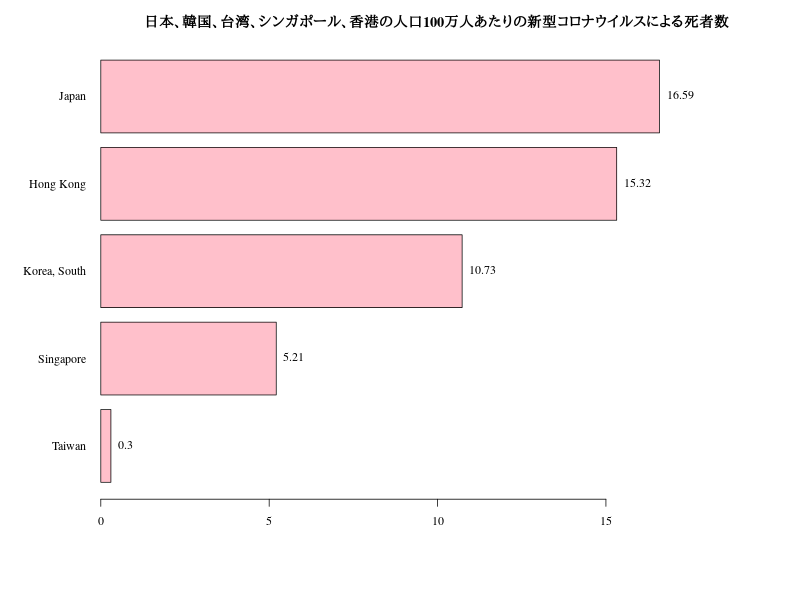 日本、韓国、台湾、シンガポール、香港の人口100万人あたりの新型コロナウイルスによる死者数
Japan 16.59
Hong Kong 15.32
Korea, South 10.73
Singapore 5.21
Taiwan 0.3
0 5 10 15